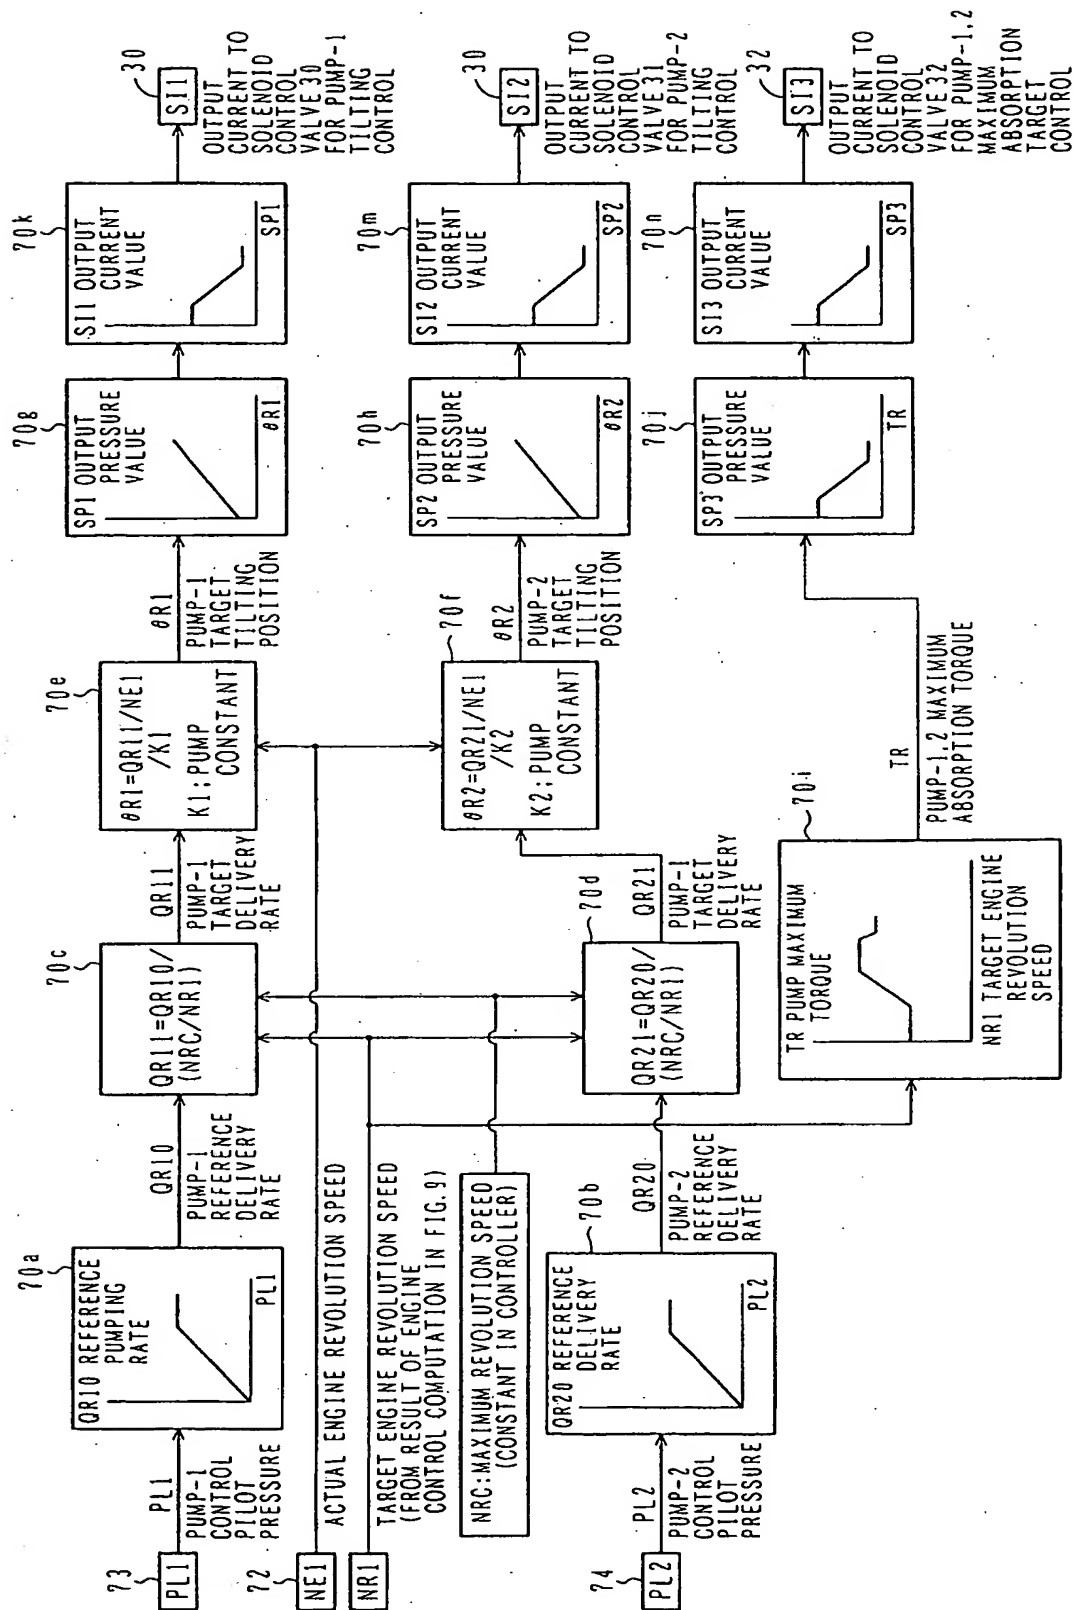 73
PL1
PL1
PUMP-1
CONTROL
PILOT
PRESSURE
70a
QR10 REFERENCE
PUMPING
RATE
PL1
QR10
PUMP-1
REFERENCE
DELIVERY
RATE
70c
QR11=QR10/
(NRC/NR1)
QR11
PUMP-1
TARGET
DELIVERY
RATE
70e
θR1=QR11/NE1
/K1
K1:PUMP
CONSTANT
θR1
PUMP-1
TARGET
TILTING
POSITION
70g
SP1 OUTPUT
PRESSURE
VALUE
θR1
70k
SI1 OUTPUT
CURRENT
VALUE
SP1
30
SI1
OUTPUT
CURRENT TO
SOLENOID
CONTROL
VALVE 30
FOR PUMP-1
TILTING
CONTROL
72
NE1
ACTUAL ENGINE REVOLUTION SPEED
NR1
TARGET ENGINE REVOLUTION SPEED
(FROM RESULT OF ENGINE
CONTROL COMPUTATION IN FIG.9)
NRC:MAXIMUM REVOLUTION SPEED
(CONSTANT IN CONTROLLER)
74
PL2
PL2
PUMP-2
CONTROL
PILOT
PRESSURE
70b
QR20 REFERENCE
DELIVERY
RATE
PL2
QR20
PUMP-2
REFERENCE
DELIVERY
RATE
70d
QR21=QR20/
(NRC/NR1)
QR21
PUMP-1
TARGET
DELIVERY
RATE
70f
θR2=QR21/NE1
/K2
K2:PUMP
CONSTANT
θR2
PUMP-2
TARGET
TILTING
POSITION
70h
SP2 OUTPUT
PRESSURE
VALUE
θR2
70m
SI2 OUTPUT
CURRENT
VALUE
SP2
30
SI2
OUTPUT
CURRENT TO
SOLENOID
CONTROL
VALVE 31
FOR PUMP-2
TILTING
CONTROL
70i
TR PUMP MAXIMUM
TORQUE
NR1 TARGET ENGINE
REVOLUTION
SPEED
TR
PUMP-1,2 MAXIMUM
ABSORPTION TORQUE
70j
SP3 OUTPUT
PRESSURE
VALUE
TR
70n
SI3 OUTPUT
CURRENT
VALUE
SP3
32
SI3
OUTPUT
CURRENT TO
SOLENOID
CONTROL
VALVE 32
FOR PUMP-1,2
MAXIMUM
ABSORPTION
TARGET
CONTROL